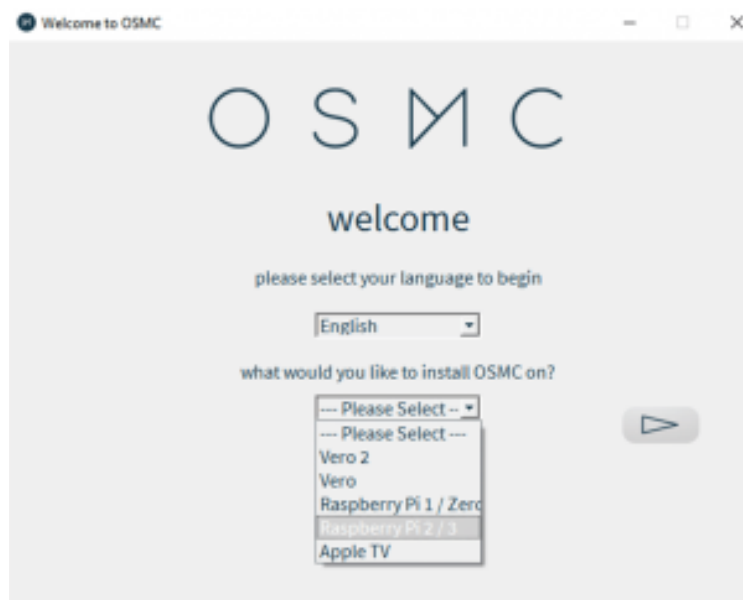 Welcome to OSMC
OSMC
welcome
please select your language to begin
English
what would you like to install OSMC on?
--- Please Select --
--- Please Select ----
Vero 2
Vero
Raspberry Pi 1 / Zero
Raspberry Pi 2 / 3
Apple TV